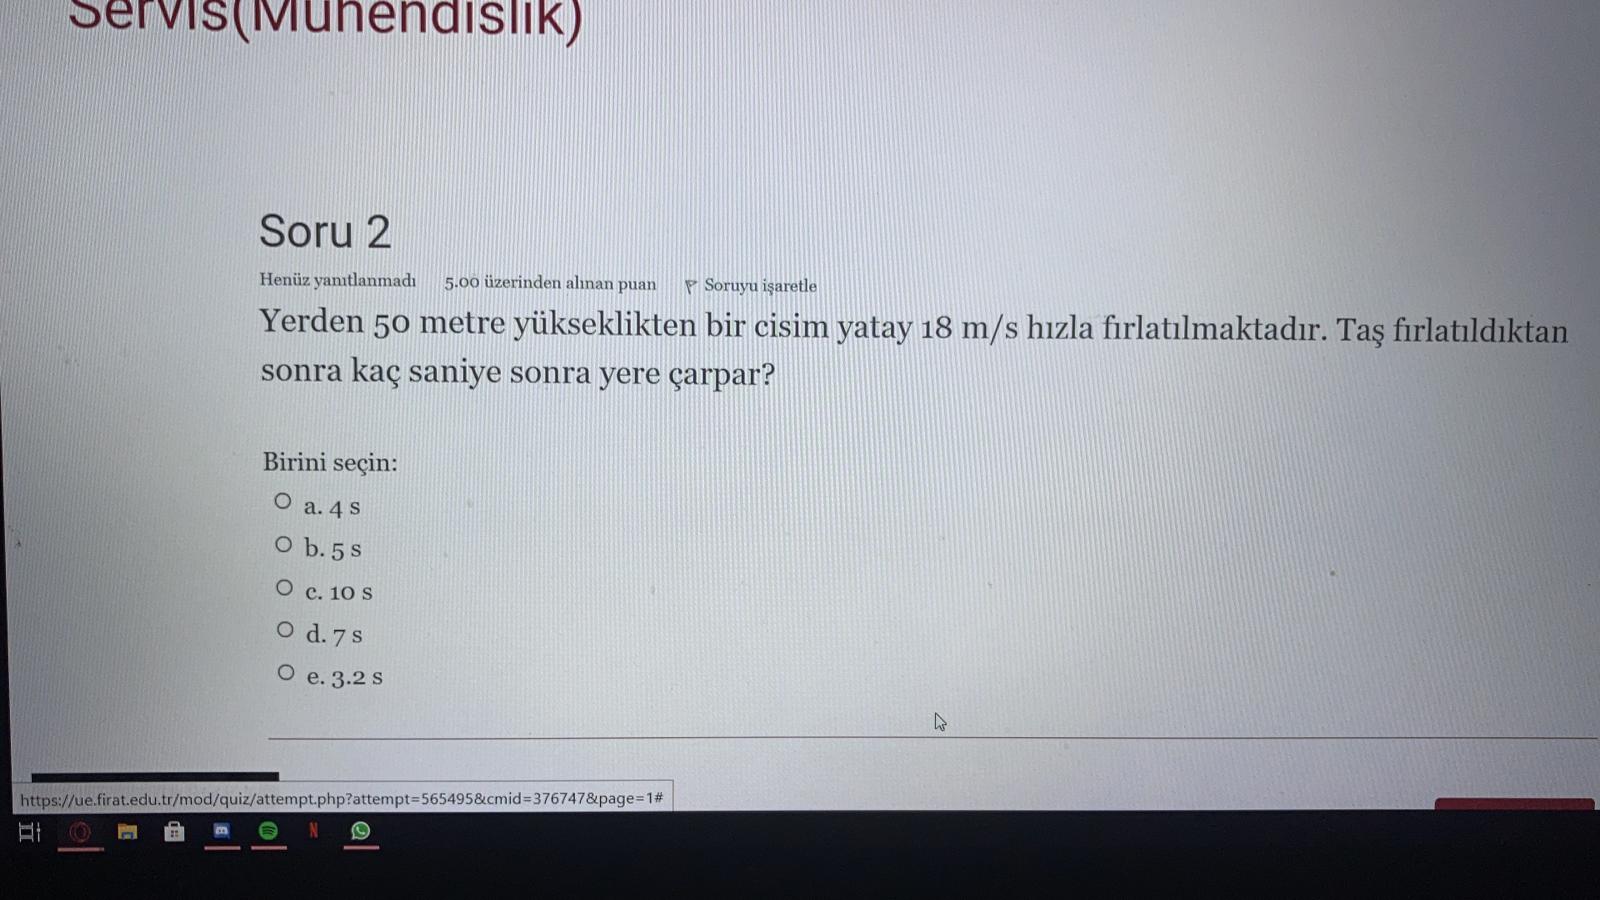 Servis(Mühendislik)
Soru 2
Henüz yanıtlanmadı 5.00 üzerinden alınan puan Soruyu işaretle
Yerden 50 metre yükseklikten bir cisim yatay 18 m/s hızla fırlatılmaktadır. Taş fırlatıldıktan
sonra kaç saniye sonra yere çarpar?
Birini seçin:
a. 4 s
b. 5 s
c. 10 s
d. 7 s
e. 3.2 s
https://ue.firat.edu.tr/mod/quiz/attempt.php?attempt=565495&cmid=376747&page=1#